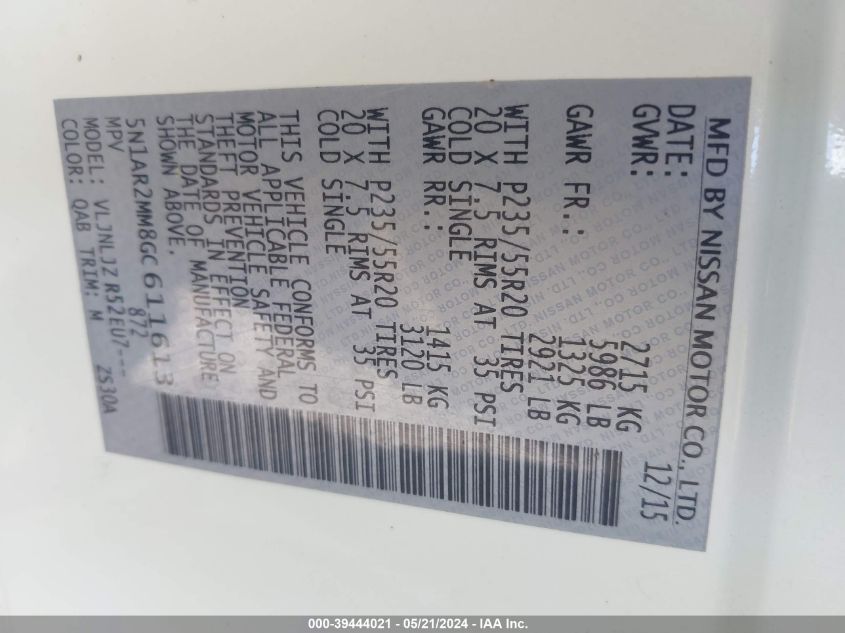 MFD BY NISSAN MOTOR CO., LTD.
DATE: 12/15
GVWR: 2715 KG
5986 LB
GAWR FR.: 1325 KG
2921 LB
WITH P235/55R20 TIRES
20 X 7.5 RIMS AT 35 PSI
COLD SINGLE
GAWR RR.: 1415 KG
3120 LB
WITH P235/55R20 TIRES
20 X 7.5 RIMS AT 35 PSI
COLD SINGLE
THIS VEHICLE CONFORMS TO
ALL APPLICABLE FEDERAL
MOTOR VEHICLE SAFETY AND
THEFT PREVENTION
STANDARDS IN EFFECT ON
THE DATE OF MANUFACTURE
SHOWN ABOVE.
5N1AR2MM8GC611613
MPV 872
MODEL: VLJNLJZ R52EU7---
COLOR: QAB TRIM: M ZS30A
000-39444021 - 05/21/2024 - IAA Inc.